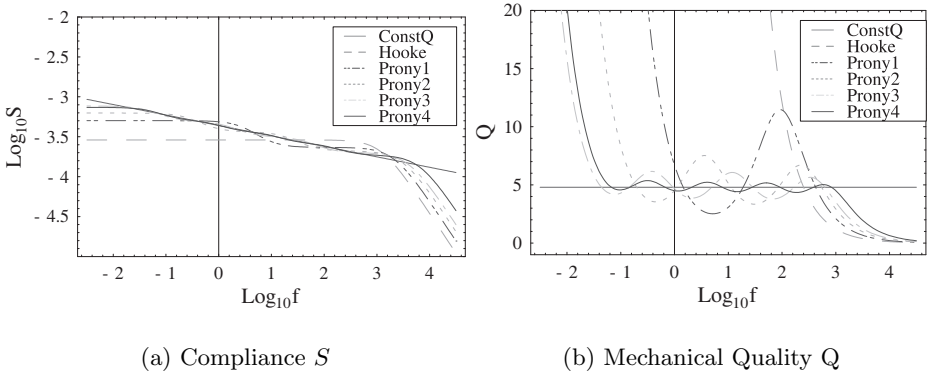 - 2
- 3
- 3.5
- 4
- 4.5
Log10S
- 2
- 1
0
1
2
3
4
Log10f
ConstQ
Hooke
Prony1
Prony2
Prony3
Prony4
(a) Compliance S
20
15
10
5
0
Q
- 2
- 1
0
1
2
3
4
Log10f
ConstQ
Hooke
Prony1
Prony2
Prony3
Prony4
(b) Mechanical Quality Q